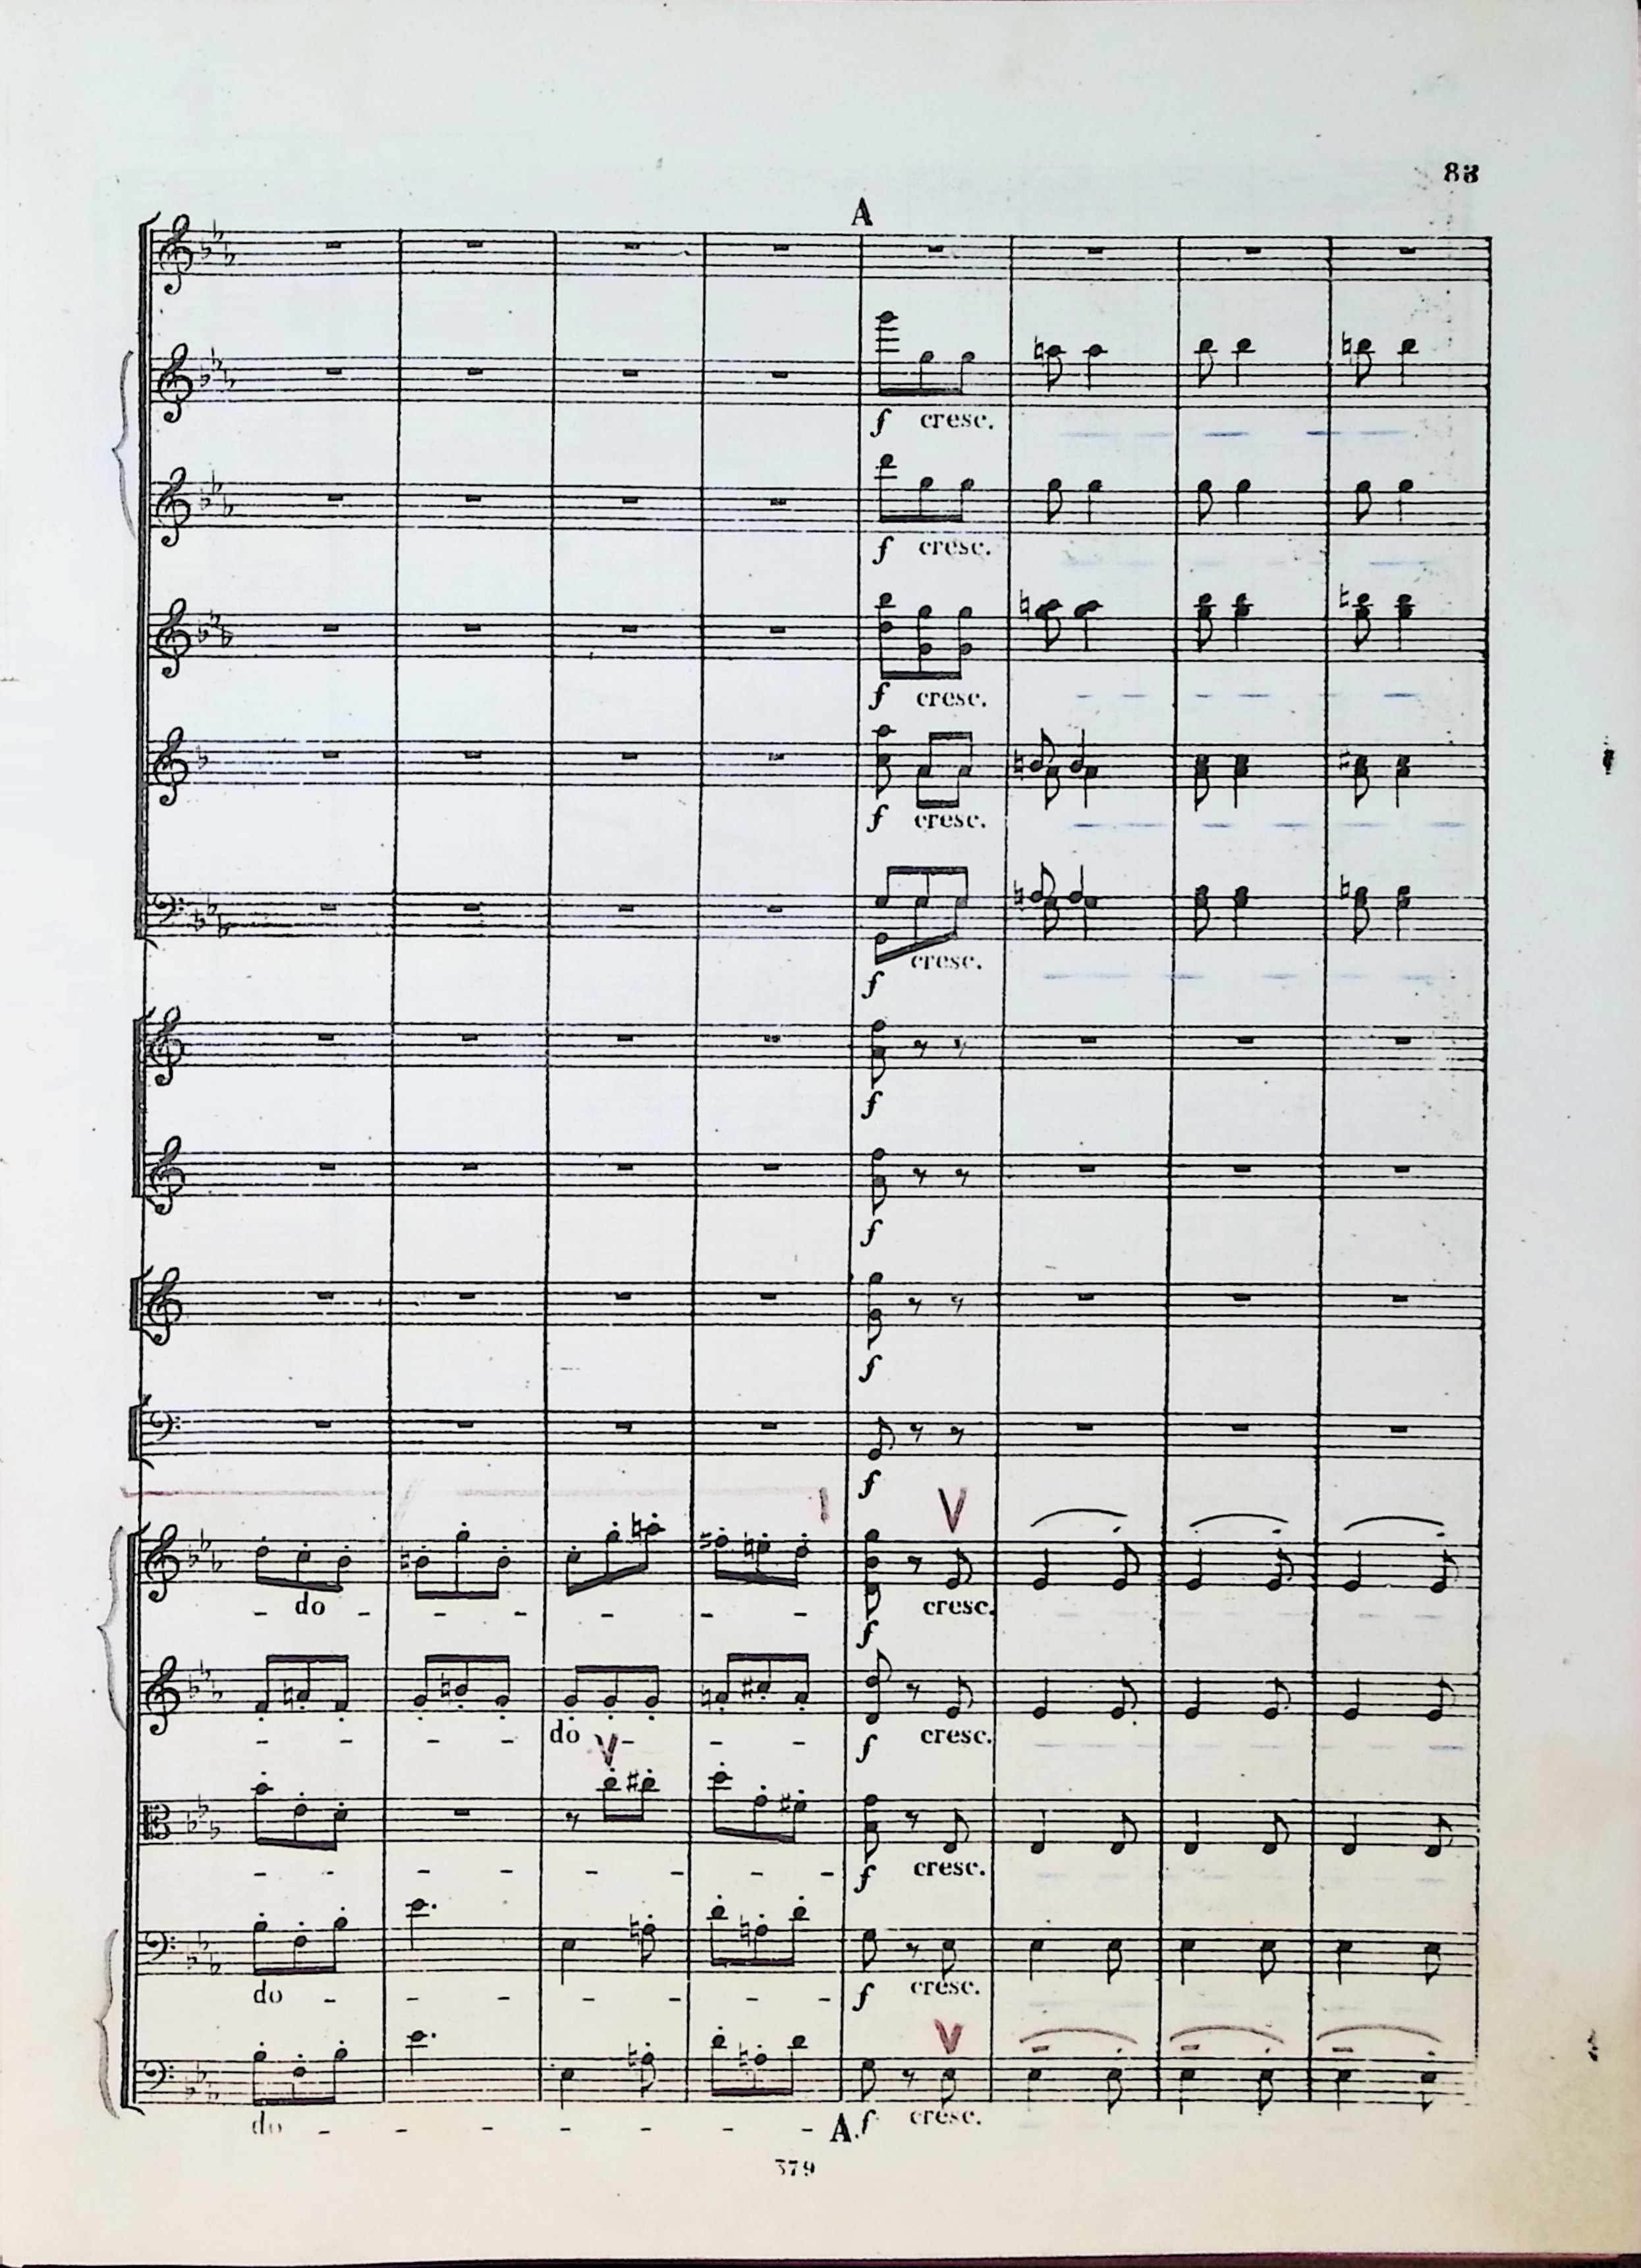 83
A
f cresc.
f cresc.
f cresc.
f cresc.
cresc.
f
f
f
f
f
V
- do - - - - - - cresc.
f
- - - - do - - - f cresc.
V
- - - - - - - - f cresc.
do - - - - - - - f cresc.
V
do - - - - - - - A. f cresc.
379